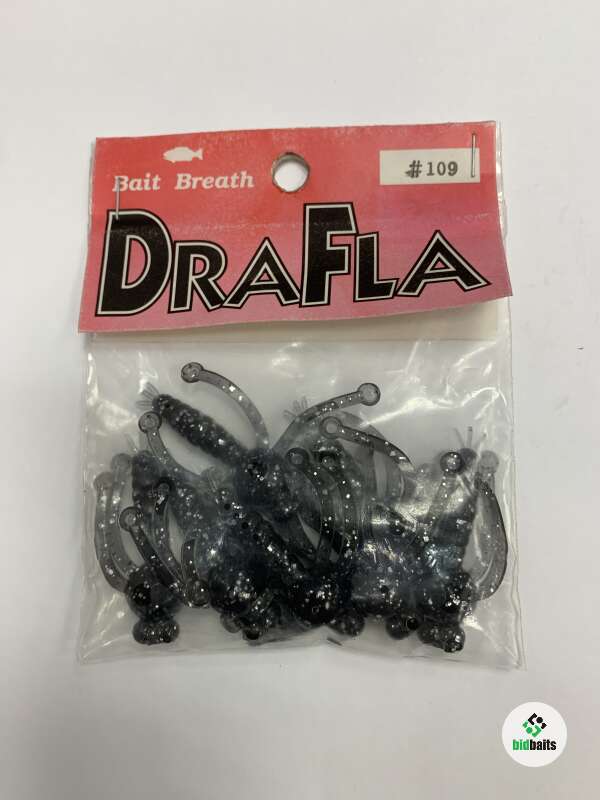 Bait Breath
#109
DRAFLA
bidbaits